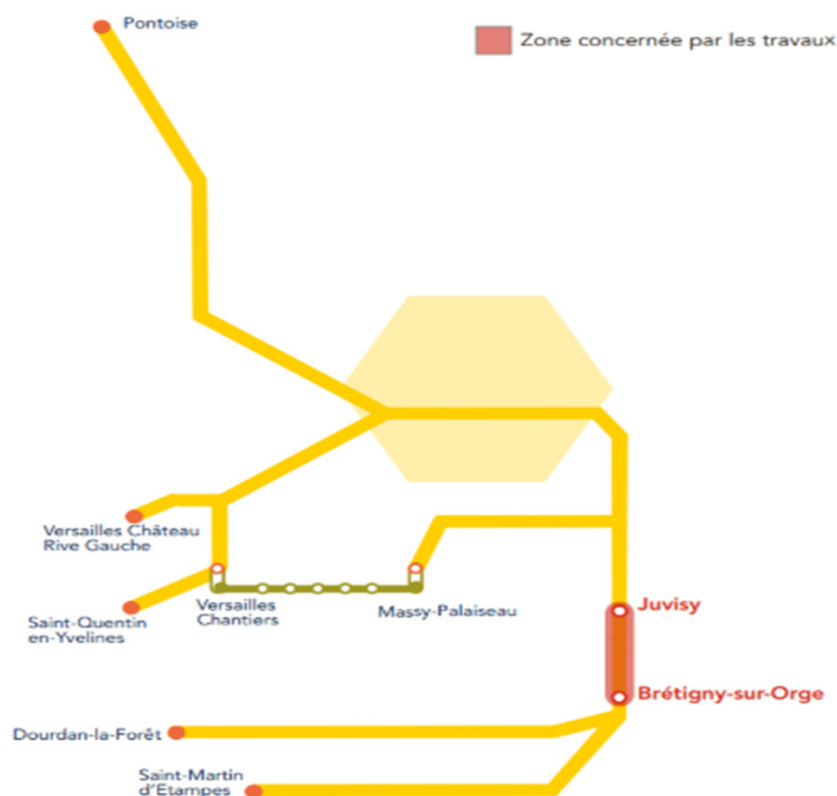 Pontoise
Zone concernée par les travaux
Versailles Château
Rive Gauche
Saint-Quentin
en-Yvelines
Versailles
Chantiers
Massy-Palaiseau
Juvisy
Brétigny-sur-Orge
Dourdan-la-Forêt
Saint-Martin
d'Etampes